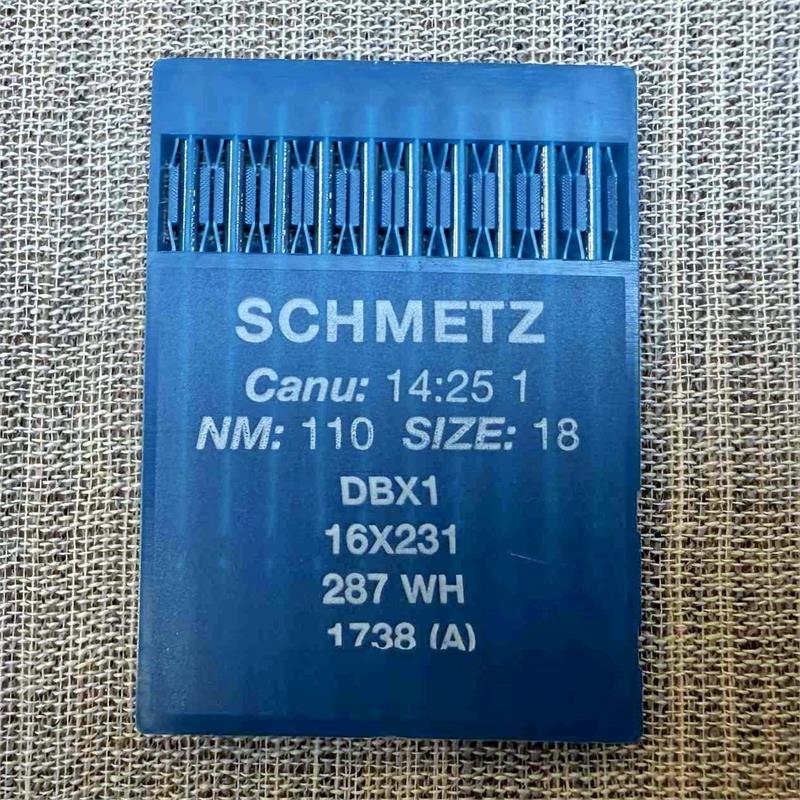 SCHMETZ
Canu: 14:25 1
NM: 110 SIZE: 18
DBX1
16X231
287 WH
1738 (A)